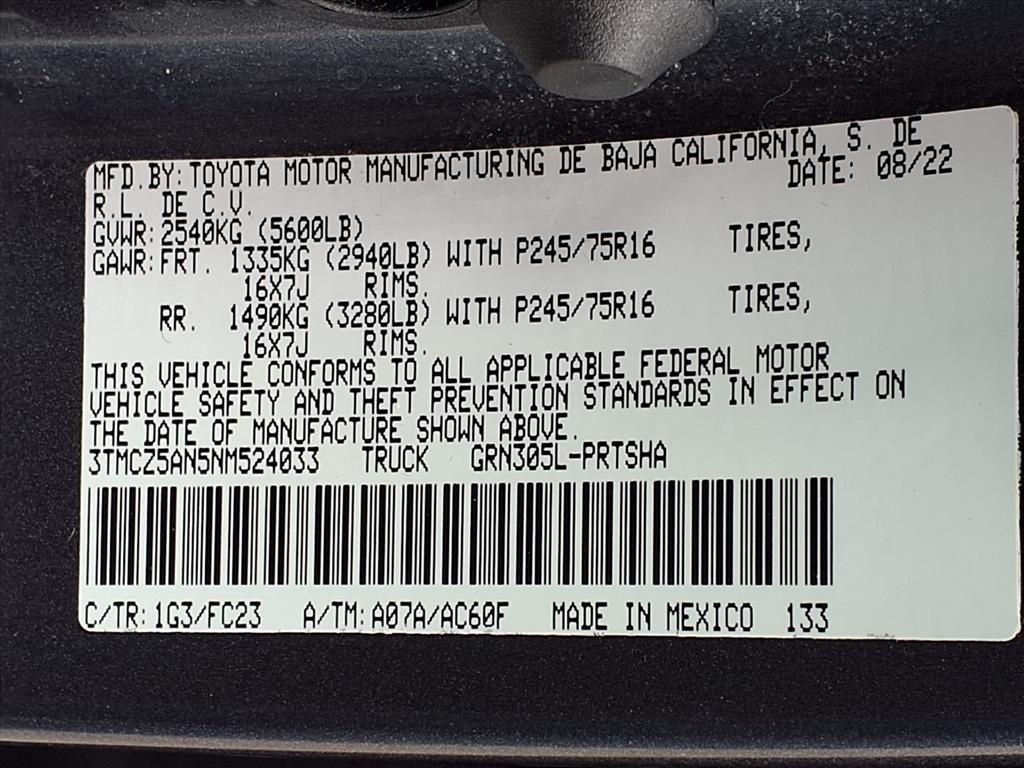 MFD. BY: TOYOTA MOTOR MANUFACTURING DE BAJA CALIFORNIA, S. DE
R.L. DE C.V. DATE: 08/22
GVWR: 2540KG (5600LB)
GAWR: FRT. 1335KG (2940LB) WITH P245/75R16 TIRES,
16X7J RIMS.
RR. 1490KG (3280LB) WITH P245/75R16 TIRES,
16X7J RIMS.
THIS VEHICLE CONFORMS TO ALL APPLICABLE FEDERAL MOTOR
VEHICLE SAFETY AND THEFT PREVENTION STANDARDS IN EFFECT ON
THE DATE OF MANUFACTURE SHOWN ABOVE.
3TMCZ5AN5NM524033 TRUCK GRN305L-PRTSHA
C/TR: 1G3/FC23 A/TM: A07A/AC60F MADE IN MEXICO 133